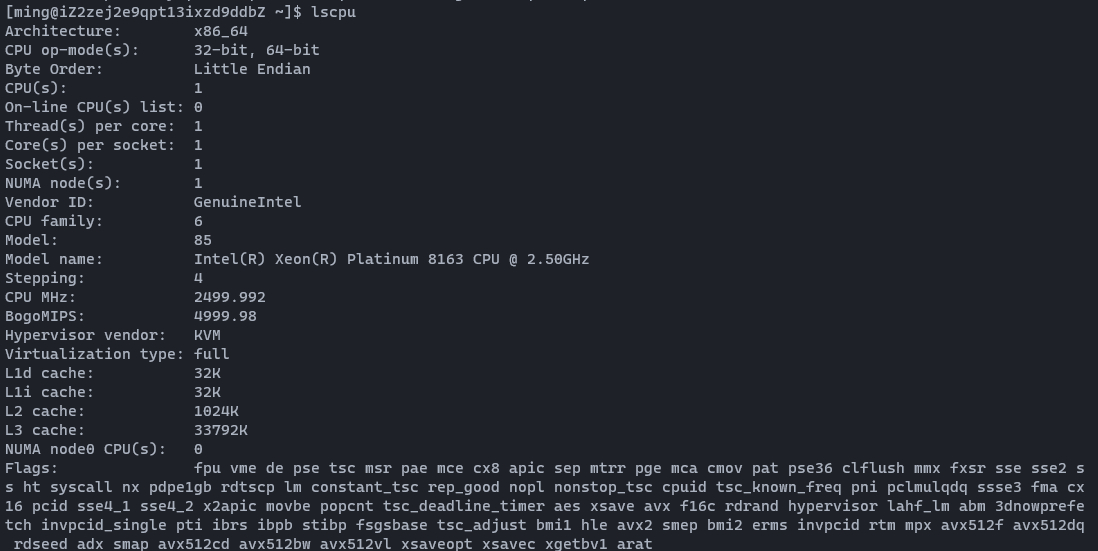 [ming@iZ2zej2e9qpt13ixzd9ddbZ ~]$ lscpu
Architecture:          x86_64
CPU op-mode(s):        32-bit, 64-bit
Byte Order:            Little Endian
CPU(s):                1
On-line CPU(s) list: 0
Thread(s) per core:  1
Core(s) per socket:  1
Socket(s):             1
NUMA node(s):          1
Vendor ID:             GenuineIntel
CPU family:            6
Model:                 85
Model name:            Intel(R) Xeon(R) Platinum 8163 CPU @ 2.50GHz
Stepping:              4
CPU MHz:               2499.992
BogoMIPS:              4999.98
Hypervisor vendor:   KVM
Virtualization type: full
L1d cache:             32K
L1i cache:             32K
L2 cache:              1024K
L3 cache:              33792K
NUMA node0 CPU(s):   0
Flags:                 fpu vme de pse tsc msr pae mce cx8 apic sep mtrr pge mca cmov pat pse36 clflush mmx fxsr sse sse2 s
s ht syscall nx pdpe1gb rdtscp lm constant_tsc rep_good nopl nonstop_tsc cpuid tsc_known_freq pni pclmulqdq ssse3 fma cx
16 pcid sse4_1 sse4_2 x2apic movbe popcnt tsc_deadline_timer aes xsave avx f16c rdrand hypervisor lahf_lm abm 3dnowprefe
tch invpcid_single pti ibrs ibpb stibp fsgsbase tsc_adjust bmi1 hle avx2 smep bmi2 erms invpcid rtm mpx avx512f avx512dq
 rdseed adx smap avx512cd avx512bw avx512vl xsaveopt xsavec xgetbv1 arat